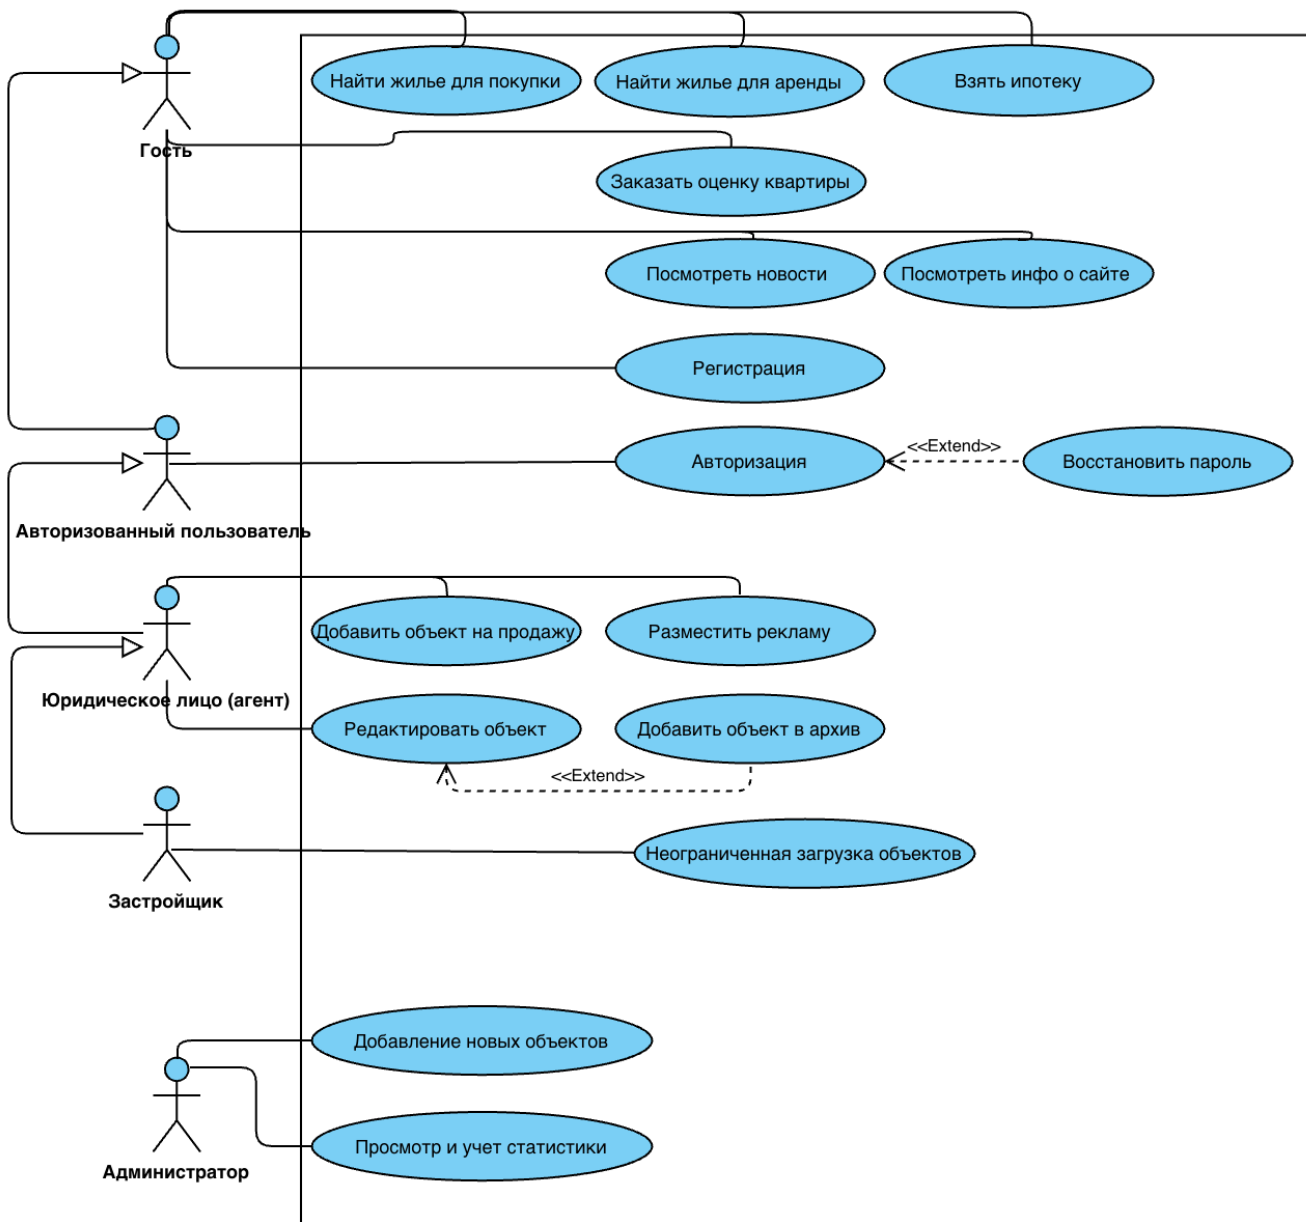 Найти жилье для покупки
Найти жилье для аренды
Взять ипотеку
Гость
Заказать оценку квартиры
Посмотреть новости
Посмотреть инфо о сайте
Регистрация
Авторизация
<<Extend>>
Восстановить пароль
Авторизованный пользователь
Добавить объект на продажу
Разместить рекламу
Юридическое лицо (агент)
Редактировать объект
Добавить объект в архив
<<Extend>>
Неограниченная загрузка объектов
Застройщик
Добавление новых объектов
Просмотр и учет статистики
Администратор